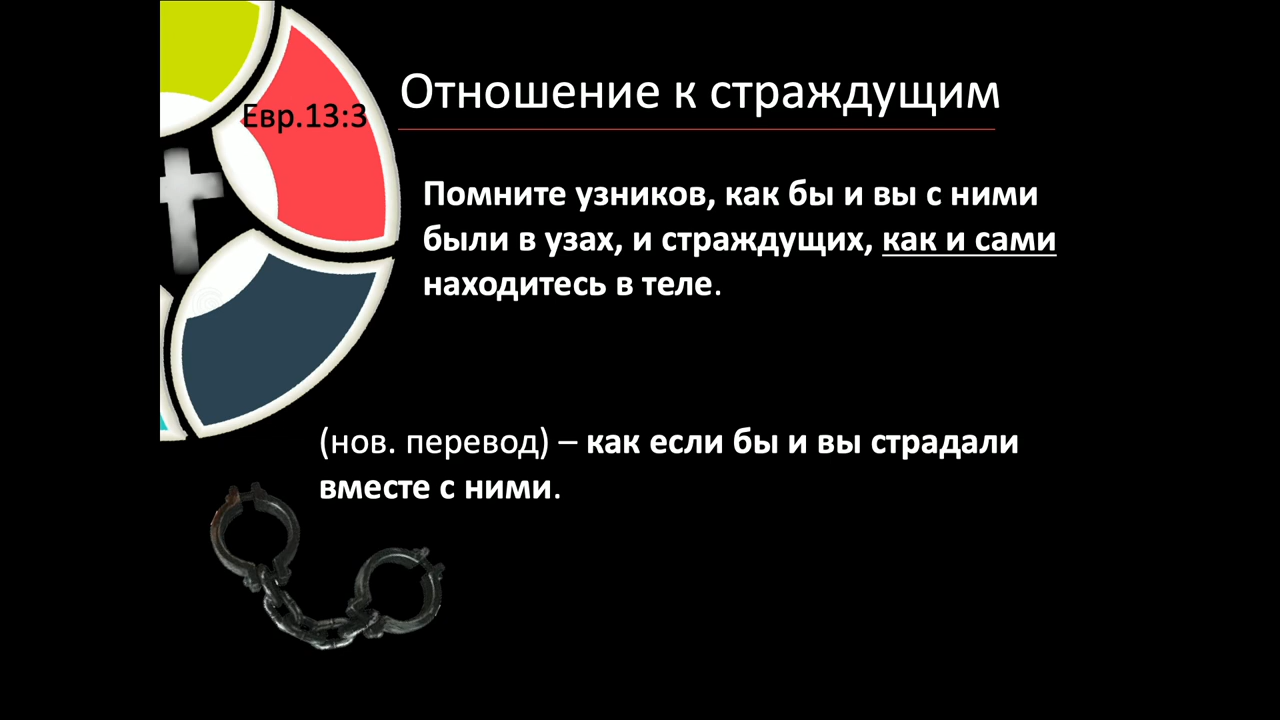 Отношение к страждущим
Евр.13:3
Помните узников, как бы и вы с ними
были в узах, и страждущих, как и сами
находитесь в теле.
(нов. перевод) – как если бы и вы страдали
вместе с ними.